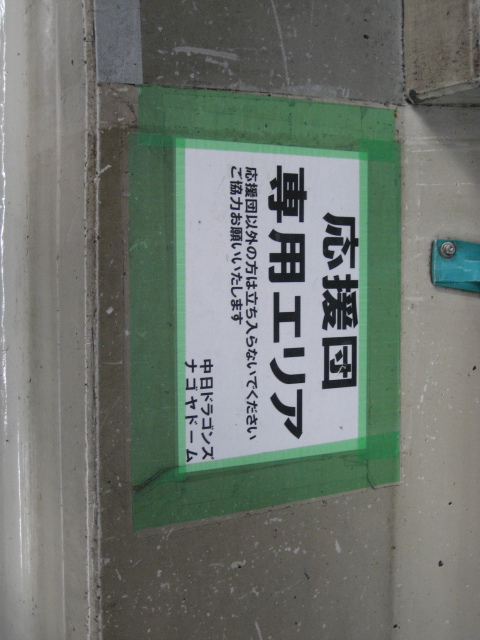 応援団
専用エリア
応援団以外の方は立ち入らないでください
ご協力お願いいたします
中日ドラゴンズ
ナゴヤドーム